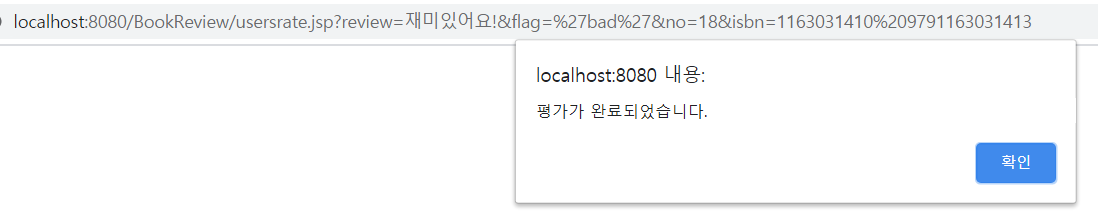 localhost:8080/BookReview/usersrate.jsp?review=재미있어요!&flag=%27bad%27&no=18&isbn=1163031410%209791163031413
localhost:8080 내용:
평가가 완료되었습니다.
확인